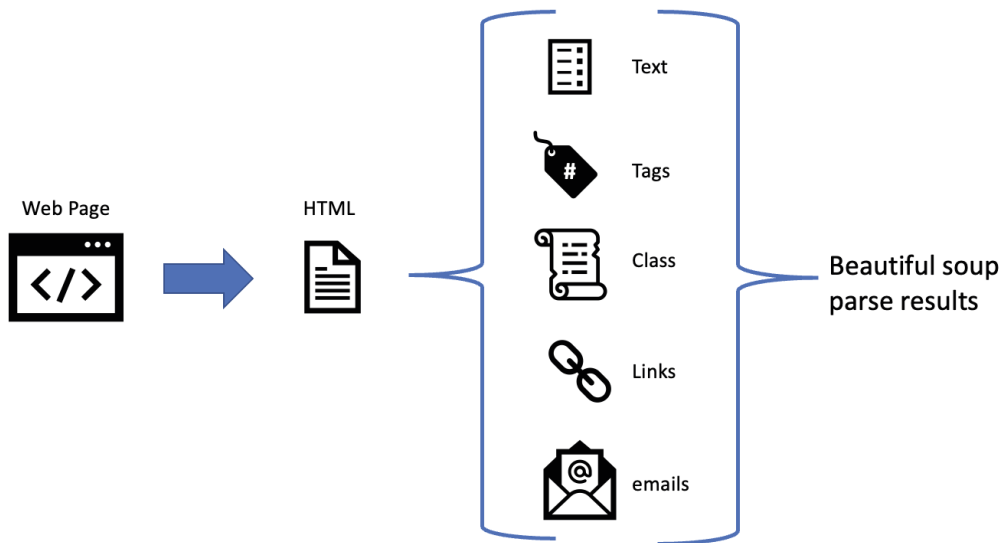 Web Page
</>
HTML
Text
#
Tags
Class
Links
@
emails
Beautiful soup
parse results